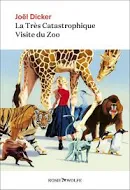 Joël Dicker
La Très Catastrophique
Visite du Zoo
ROSIE & WOLFE